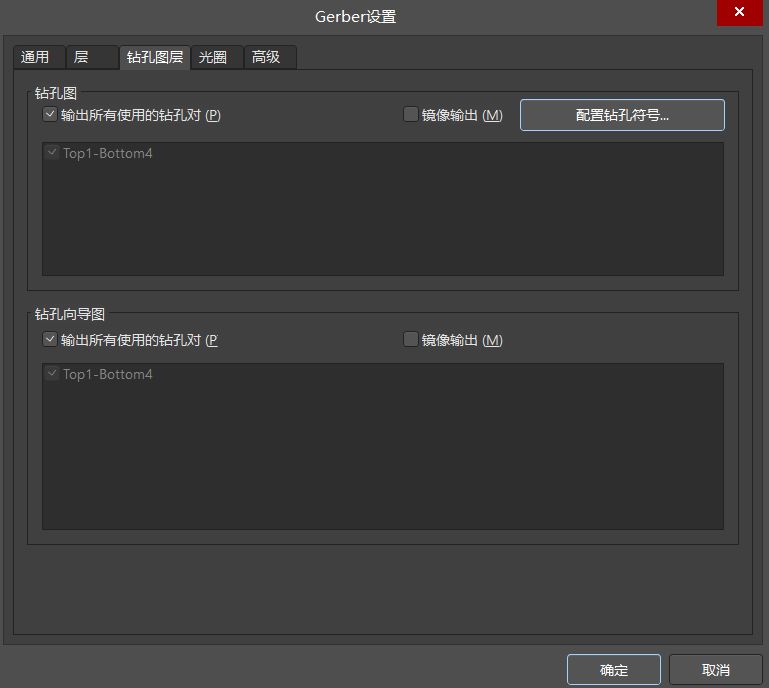 Gerber设置
通用 层 钻孔图层 光圈 高级
钻孔图
输出所有使用的钻孔对 (P) 镜像输出 (M) 配置钻孔符号...
Top1-Bottom4
钻孔向导图
输出所有使用的钻孔对 (P 镜像输出 (M)
Top1-Bottom4
确定 取消